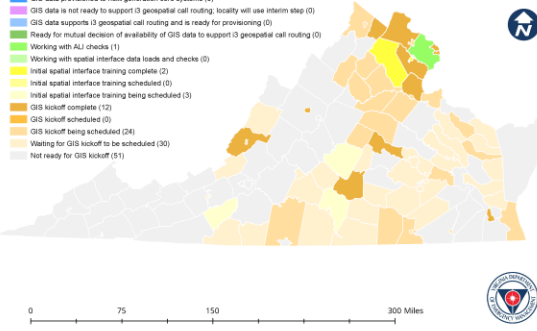 GIS data is not ready to support i3 geospatial call routing; locality will use interim step (0)
GIS data supports i3 geospatial call routing and is ready for provisioning (0)
Ready for mutual decision of availability of GIS data to support i3 geospatial call routing (0)
Working with ALI checks (1)
Working with spatial interface data loads and checks (0)
Initial spatial interface training complete (2)
Initial spatial interface training scheduled (0)
Initial spatial interface training being scheduled (3)
GIS kickoff complete (12)
GIS kickoff scheduled (0)
GIS kickoff being scheduled (24)
Waiting for GIS kickoff to be scheduled (30)
Not ready for GIS kickoff (51)
N
0 75 150 300 Miles
VIRGINIA DEPARTMENT
OF EMERGENCY MANAGEMENT